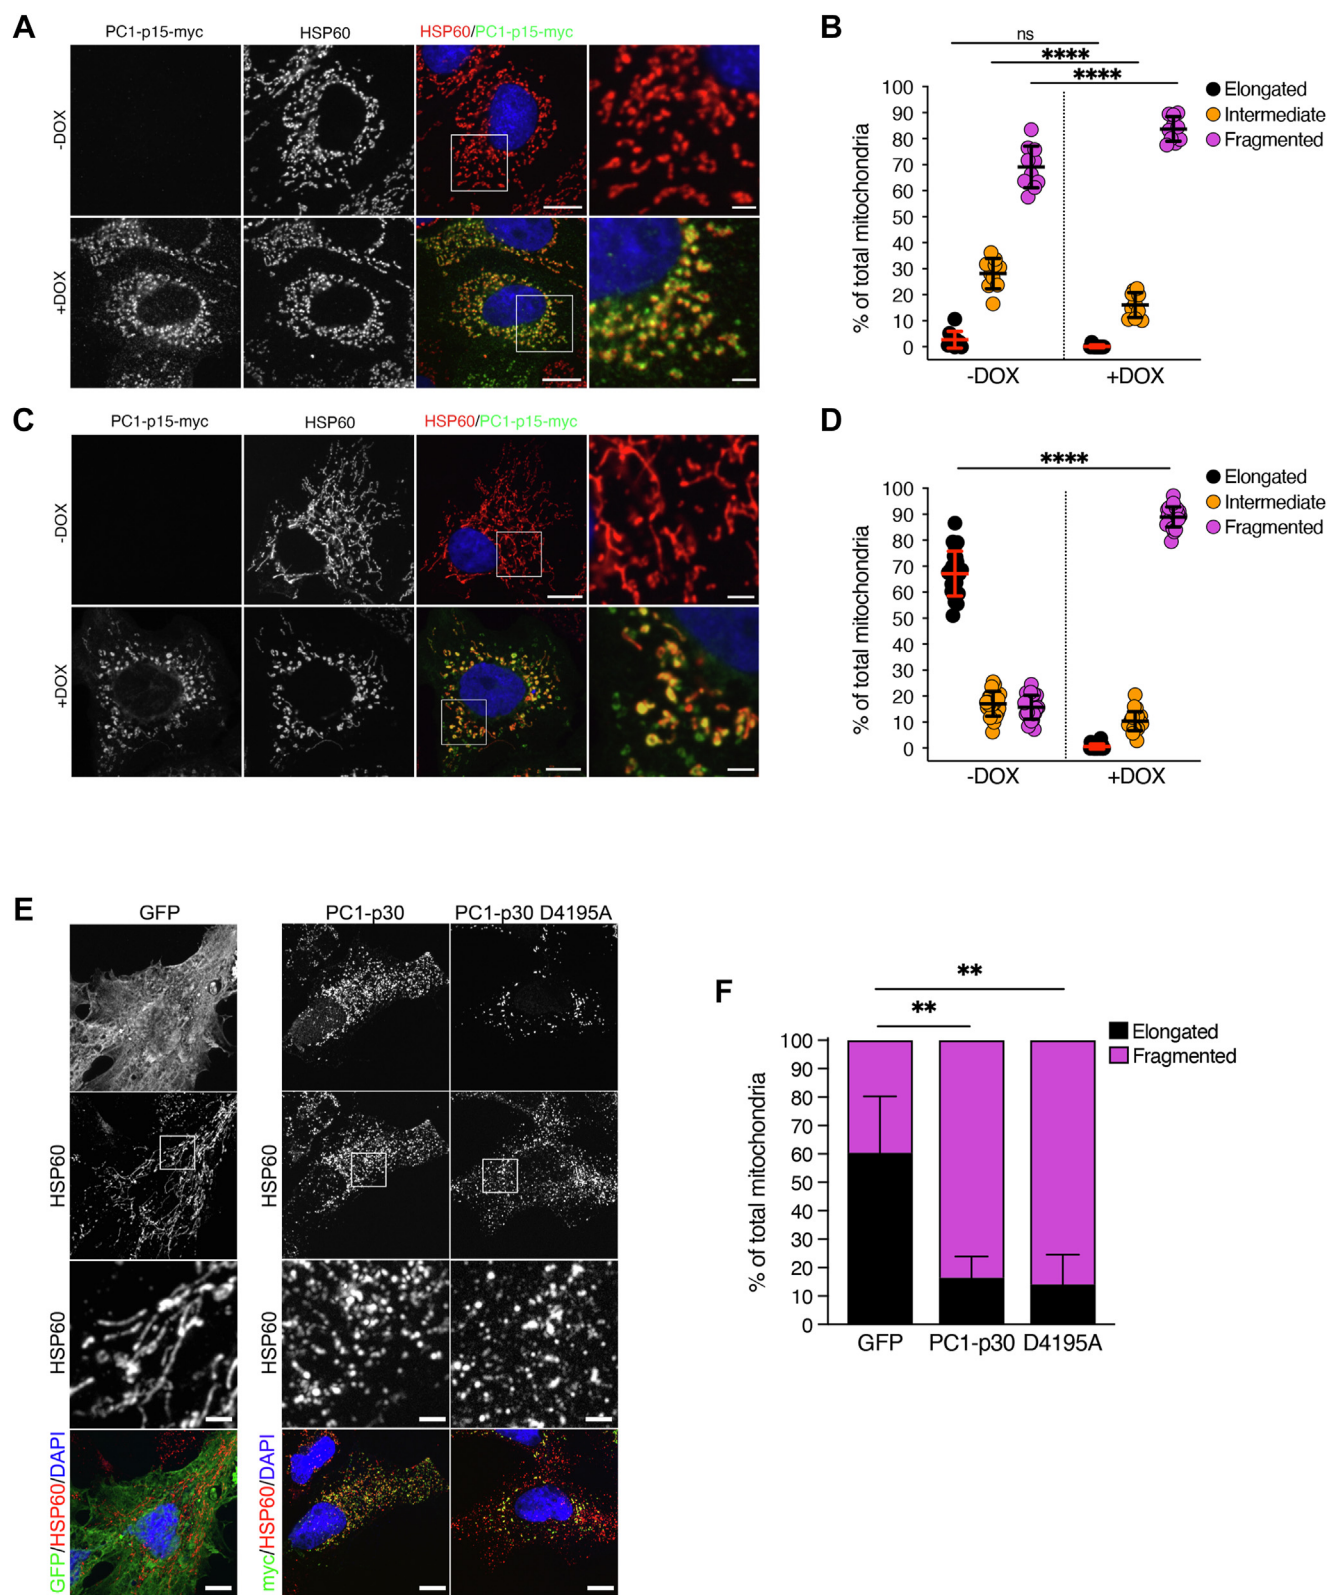 A
PC1-p15-myc
HSP60
HSP60/PC1-p15-myc
-DOX
+DOX
B
ns
****
****
100
90
80
70
60
50
40
30
20
10
0
% of total mitochondria
-DOX
+DOX
Elongated
Intermediate
Fragmented
C
PC1-p15-myc
HSP60
HSP60/PC1-p15-myc
-DOX
+DOX
D
****
100
90
80
70
60
50
40
30
20
10
0
% of total mitochondria
-DOX
+DOX
Elongated
Intermediate
Fragmented
E
GFP
PC1-p30
PC1-p30 D4195A
HSP60
HSP60
HSP60
HSP60
GFP/HSP60/DAPI
myc/HSP60/DAPI
F
**
**
100
90
80
70
60
50
40
30
20
10
0
% of total mitochondria
GFP
PC1-p30
D4195A
Elongated
Fragmented